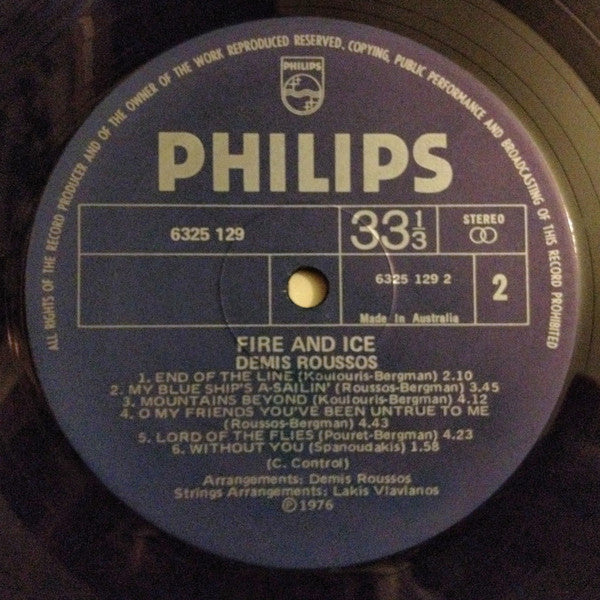 ALL RIGHTS OF THE RECORD PRODUCER AND OF THE OWNER OF THE WORK REPRODUCED RESERVED. COPYING, PUBLIC PERFORMANCE AND BROADCASTING OF THIS RECORD PROHIBITED
PHILIPS
PHILIPS
6325 129
33 1/3
STEREO
6325 129 2
2
Made In Australia
FIRE AND ICE
DEMIS ROUSSOS
1. END OF THE LINE (Koulouris-Bergman) 2.10
2. MY BLUE SHIP'S A-SAILIN' (Roussos-Bergman) 3.45
3. MOUNTAINS BEYOND (Koulouris-Bergman) 4.12
4. O MY FRIENDS YOU'VE BEEN UNTRUE TO ME
(Roussos-Bergman) 4.43
5. LORD OF THE FLIES (Pouret-Bergman) 4.23
6. WITHOUT YOU (Spanoudakis) 1.58
(C. Control)
Arrangements: Demis Roussos
Strings Arrangements: Lakis Vlavianos
Ⓟ1976